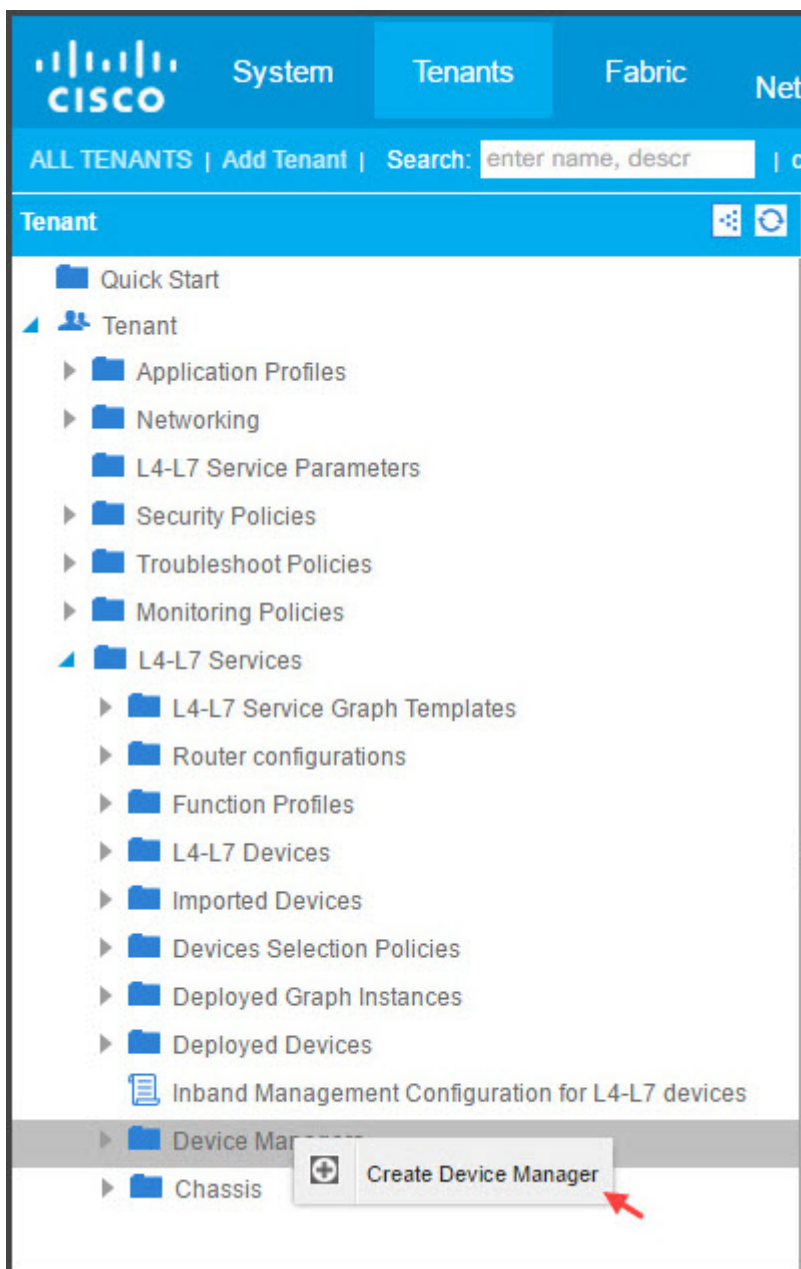 CISCO
System Tenants Fabric Net
ALL TENANTS | Add Tenant | Search: enter name, descr |
Tenant
Quick Start
Tenant
Application Profiles
Networking
L4-L7 Service Parameters
Security Policies
Troubleshoot Policies
Monitoring Policies
L4-L7 Services
L4-L7 Service Graph Templates
Router configurations
Function Profiles
L4-L7 Devices
Imported Devices
Devices Selection Policies
Deployed Graph Instances
Deployed Devices
Inband Management Configuration for L4-L7 devices
Device Managers
Create Device Manager
Chassis